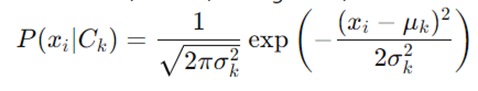 P(x_i|C_k) = \frac{1}{\sqrt{2\pi\sigma_k^2}} \exp\left(-\frac{(x_i - \mu_k)^2}{2\sigma_k^2}\right)